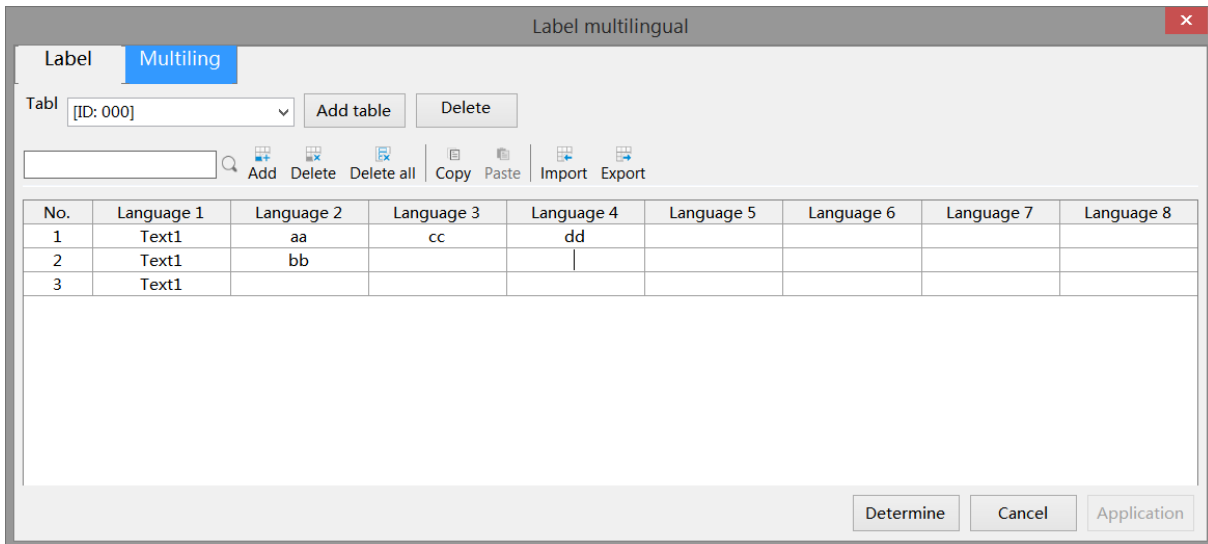 Label multilingual
Label Multiling
Tabl [ID: 000] Add table Delete
Add Delete Delete all Copy Paste Import Export
No. Language 1 Language 2 Language 3 Language 4 Language 5 Language 6 Language 7 Language 8
1 Text1 aa cc dd
2 Text1 bb
3 Text1
Determine Cancel Application